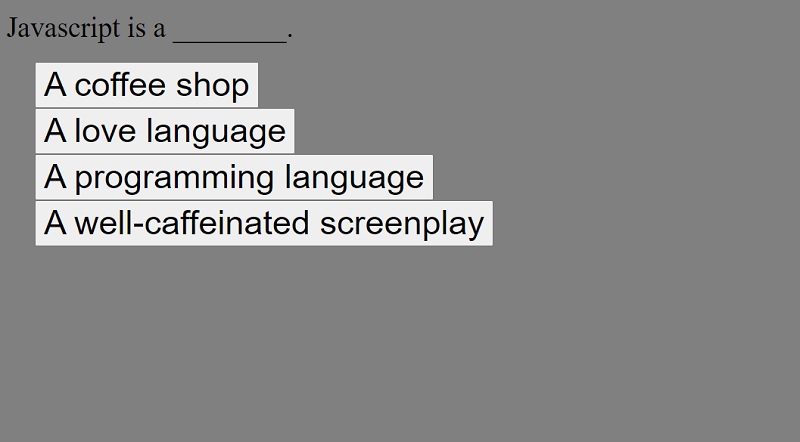 Javascript is a ________.
A coffee shop
A love language
A programming language
A well-caffeinated screenplay